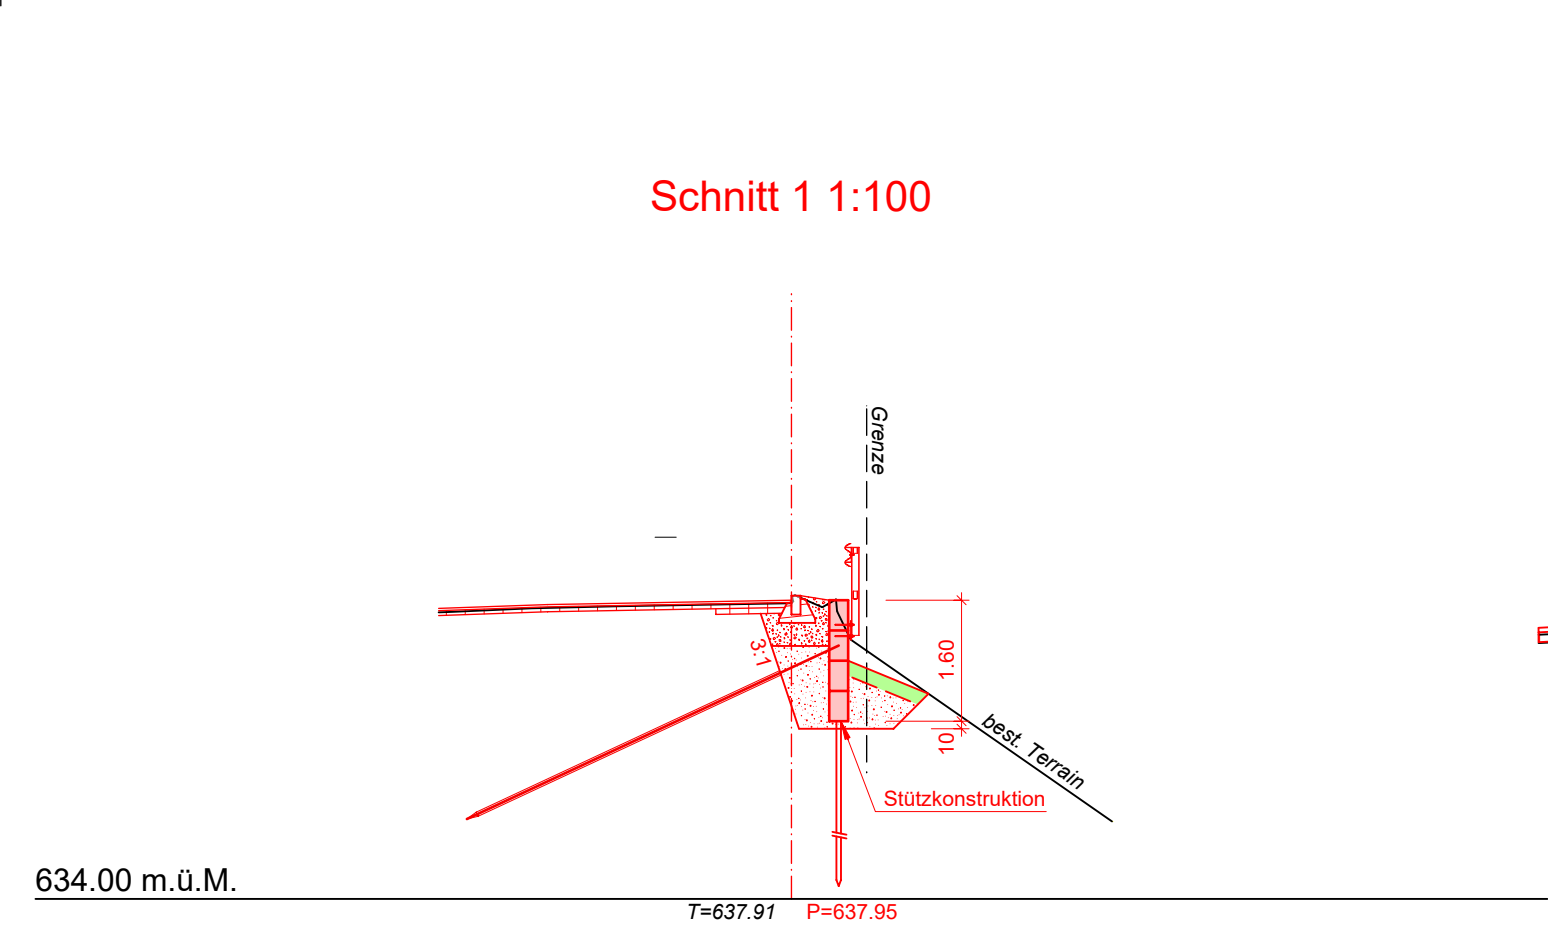 Schnitt 1 1:100
Grenze
3:1
1.60
10
best. Terrain
Stützkonstruktion
634.00 m.ü.M.
T=637.91 P=637.95